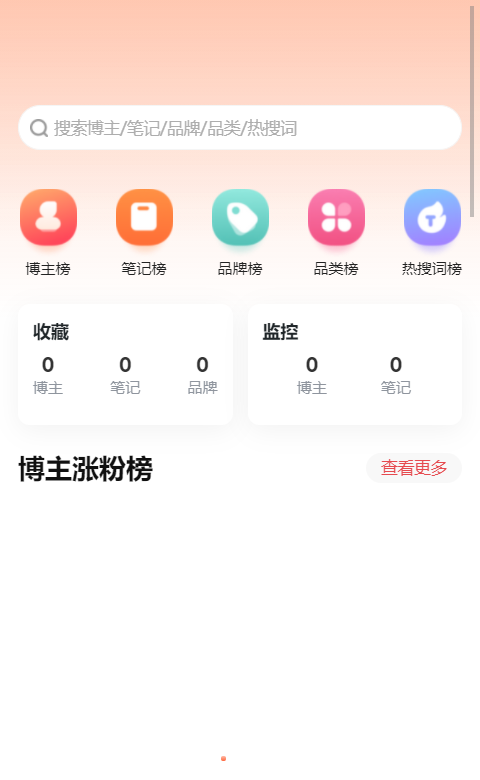 搜索博主/笔记/品牌/品类/热搜词
博主榜 笔记榜 品牌榜 品类榜 热搜词榜
收藏 监控
0 0 0 0 0
博主 笔记 品牌 博主 笔记
博主涨粉榜 查看更多